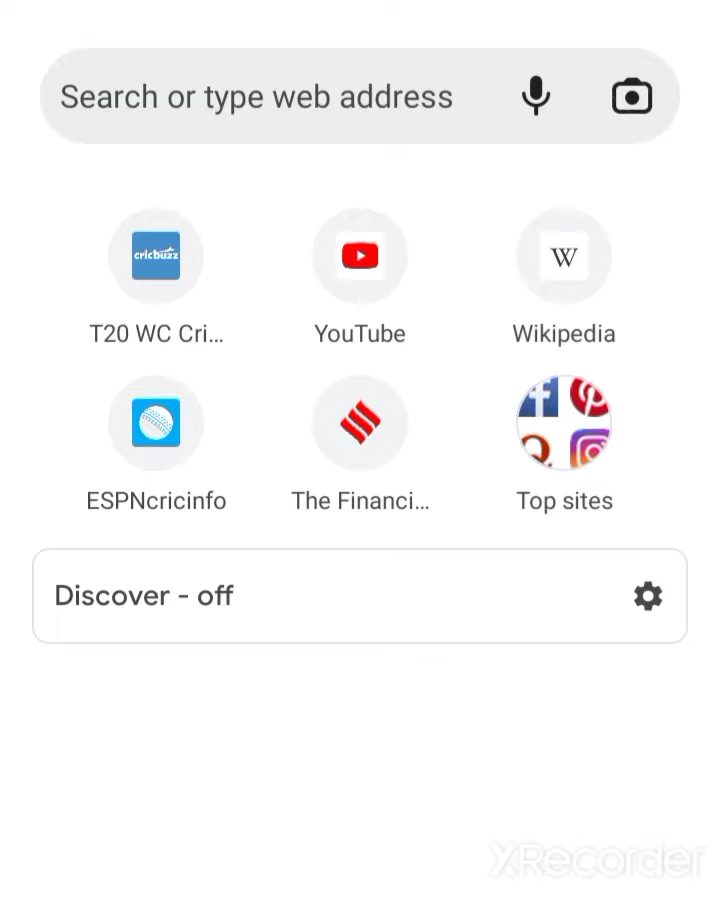 Search or type web address
cricbuzz
W
T20 WC Cri...
YouTube
Wikipedia
ESPNcricinfo
The Financi...
Top sites
Discover - off
XRecorder